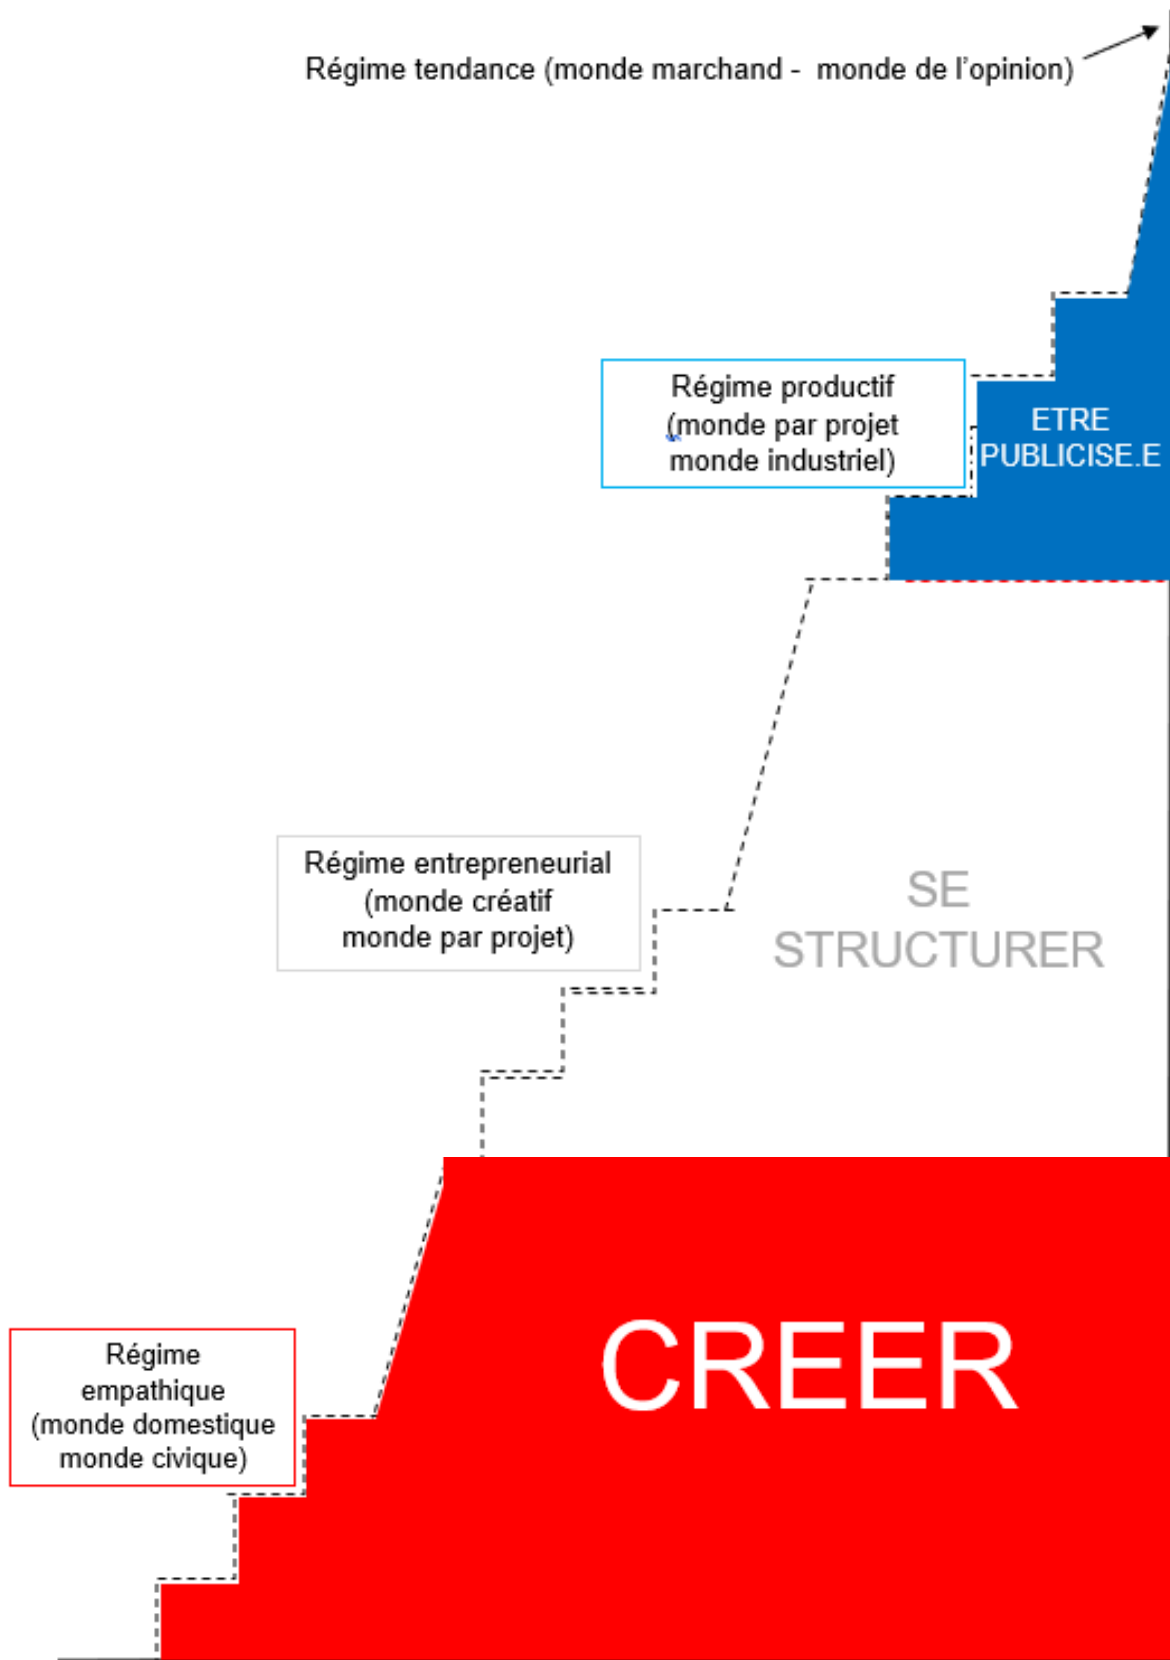 Régime tendance (monde marchand - monde de l'opinion)
Régime productif
(monde par projet
monde industriel)
ETRE
PUBLICISE.E
Régime entrepreneurial
(monde créatif
monde par projet)
SE
STRUCTURER
CREER
Régime
empathique
(monde domestique
monde civique)